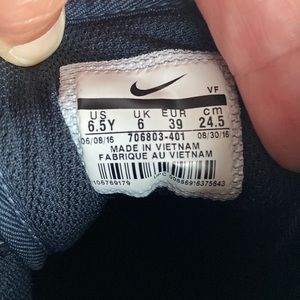 VF
US UK EUR cm
6.5Y 6 39 24.5
06/08/16 706803-401 08/30/16
MADE IN VIETNAM
FABRIQUE AU VIETNAM